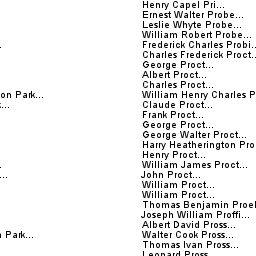 Henry Capel Pri...
Ernest Walter Probe...
Leslie Whyte Probe...
William Robert Probe...
Frederick Charles Probi...
Charles Frederick Proct...
George Proct...
Albert Proct...
Charles Proct...
on Park... William Henry Charles P
... Claude Proct...
Frank Proct...
George Proct...
George Walter Proct...
Harry Heatherington Pro
Henry Proct...
William James Proct...
... John Proct...
William Proct...
William Proct...
Thomas Benjamin Proe
Joseph William Proffi...
Albert David Pross...
Park... Walter Cook Pross...
Thomas Ivan Pross...
Leonard Pross